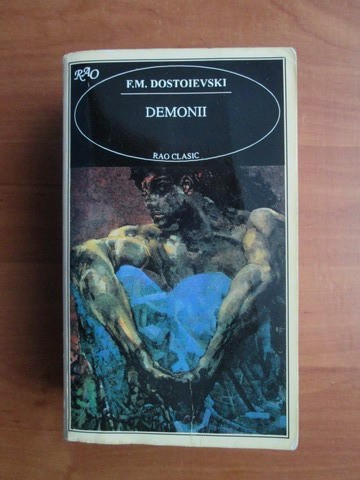 RAO
F.M. DOSTOIEVSKI
DEMONII
RAO CLASIC